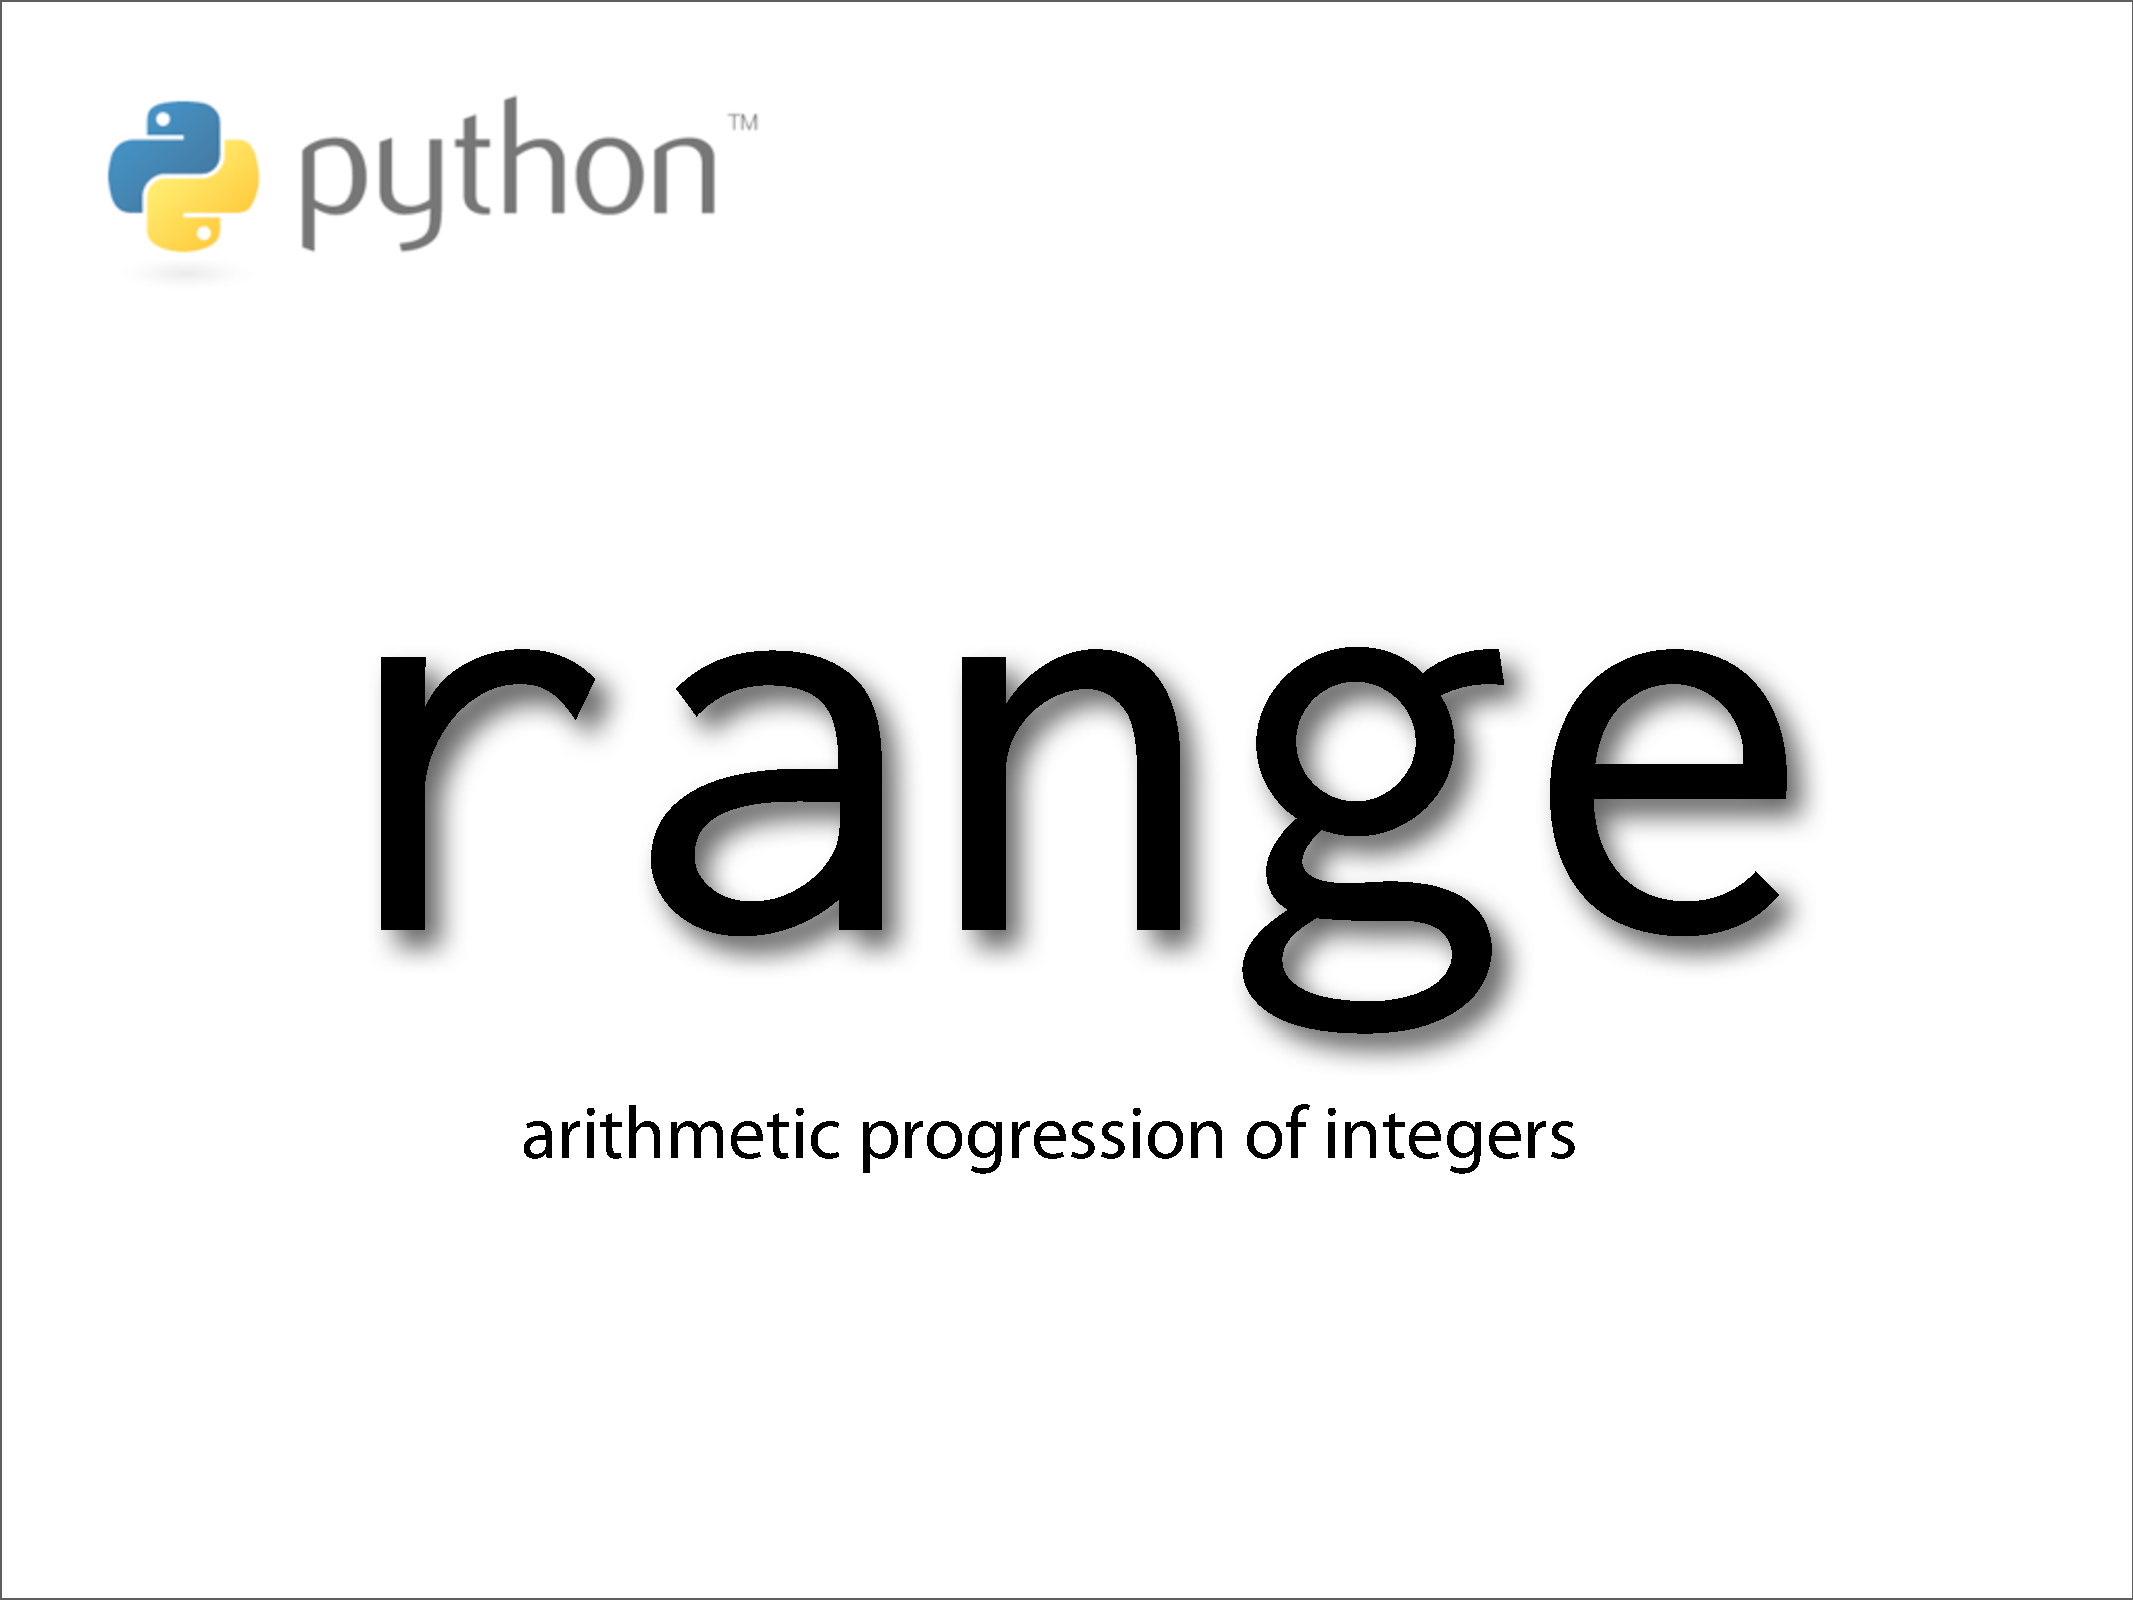 python™
range
arithmetic progression of integers